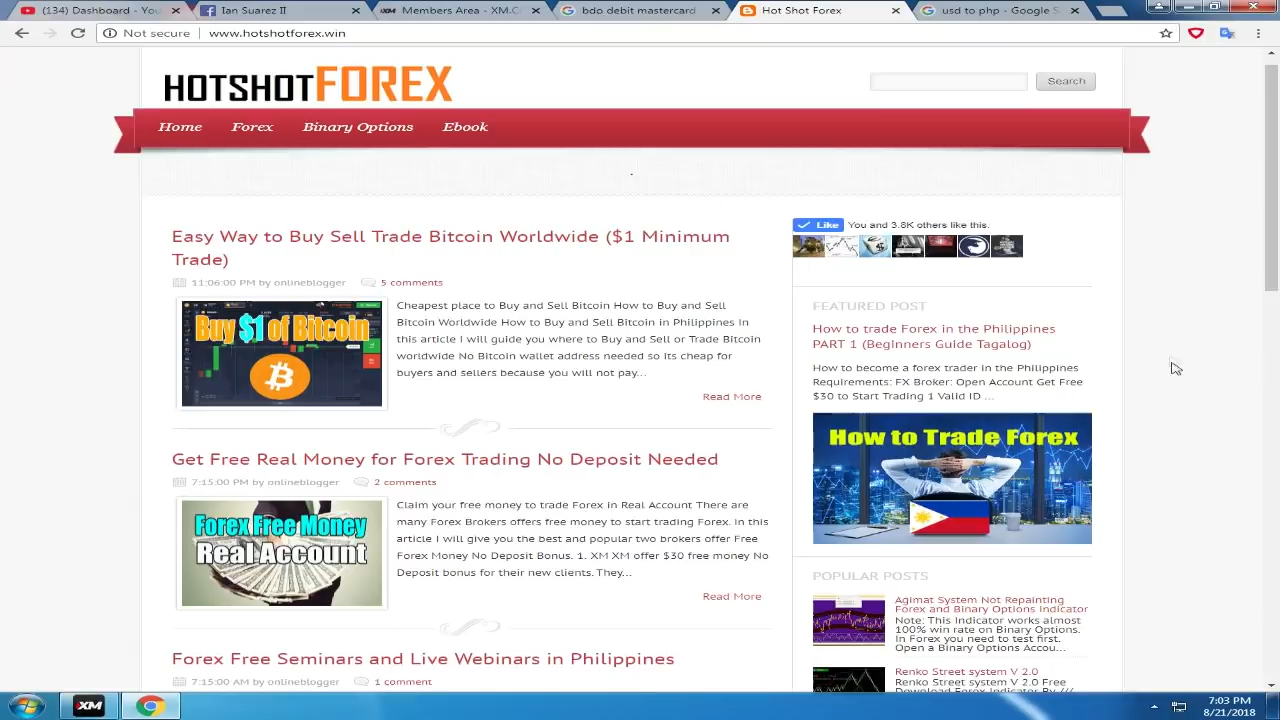 (134) Dashboard - You
Ian Suarez II
Members Area - XM.C
bdo debit mastercard
Hot Shot Forex
usd to php - Google S
Not secure
www.hotshotforex.win
HOTSHOTFOREX
Search
Home
Forex
Binary Options
Ebook
Easy Way to Buy Sell Trade Bitcoin Worldwide ($1 Minimum
Trade)
11:06:00 PM by onlineblogger
5 comments
Buy $1 of Bitcoin
Cheapest place to Buy and Sell Bitcoin How to Buy and Sell
Bitcoin Worldwide How to Buy and Sell Bitcoin in Philippines In
this article I will guide you where to Buy and Sell or Trade Bitcoin
worldwide No Bitcoin wallet address needed so its cheap for
buyers and sellers because you will not pay...
Read More
Get Free Real Money for Forex Trading No Deposit Needed
7:15:00 PM by onlineblogger
2 comments
Forex Free Money
Real Account
Claim your free money to trade Forex in Real Account There are
many Forex Brokers offers free money to start trading Forex. In this
article I will give you the best and popular two brokers offer Free
Forex Money No Deposit Bonus. 1. XM XM offer $30 free money No
Deposit bonus for their new clients. They...
Read More
Forex Free Seminars and Live Webinars in Philippines
7:15:00 AM by onlineblogger
1 comment
Like
You and 3.8K others like this.
FEATURED POST
How to trade Forex in the Philippines
PART 1 (Beginners Guide Tagalog)
How to become a forex trader in the Philippines
Requirements: FX Broker: Open Account Get Free
$30 to Start Trading 1 Valid ID ...
How to Trade Forex
POPULAR POSTS
Agimat System Not Repainting
Forex and Binary Options Indicator
Note: This Indicator works almost
100% win rate on Binary Options.
In Forex you need to test first.
Open a Binary Options Accou...
Renko Street system V 2.0
Renko Street system V 2.0 Free
Download Forex Indicator By ///
XM
7:03 PM
8/21/2018